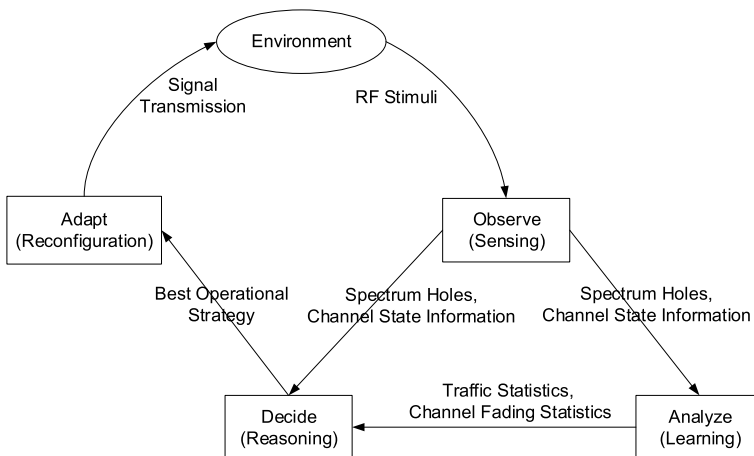 Environment
Signal
Transmission
RF Stimuli
Adapt
(Reconfiguration)
Observe
(Sensing)
Best Operational
Strategy
Spectrum Holes,
Channel State Information
Spectrum Holes,
Channel State Information
Traffic Statistics,
Channel Fading Statistics
Decide
(Reasoning)
Analyze
(Learning)